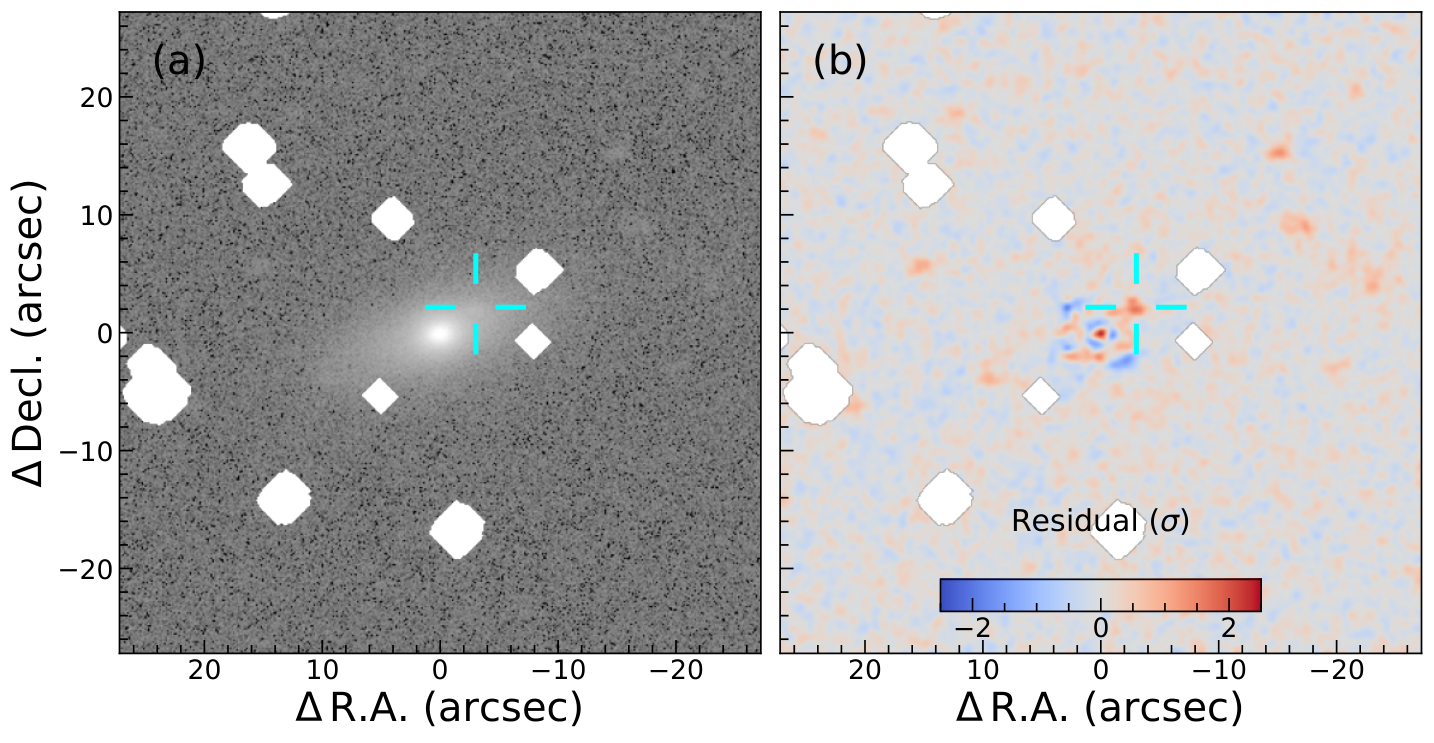 (a)
(b)
20
10
0
−10
−20
Δ Decl. (arcsec)
Residual (σ)
−2 0 2
20 10 0 −10 −20
20 10 0 −10 −20
Δ R.A. (arcsec)
Δ R.A. (arcsec)